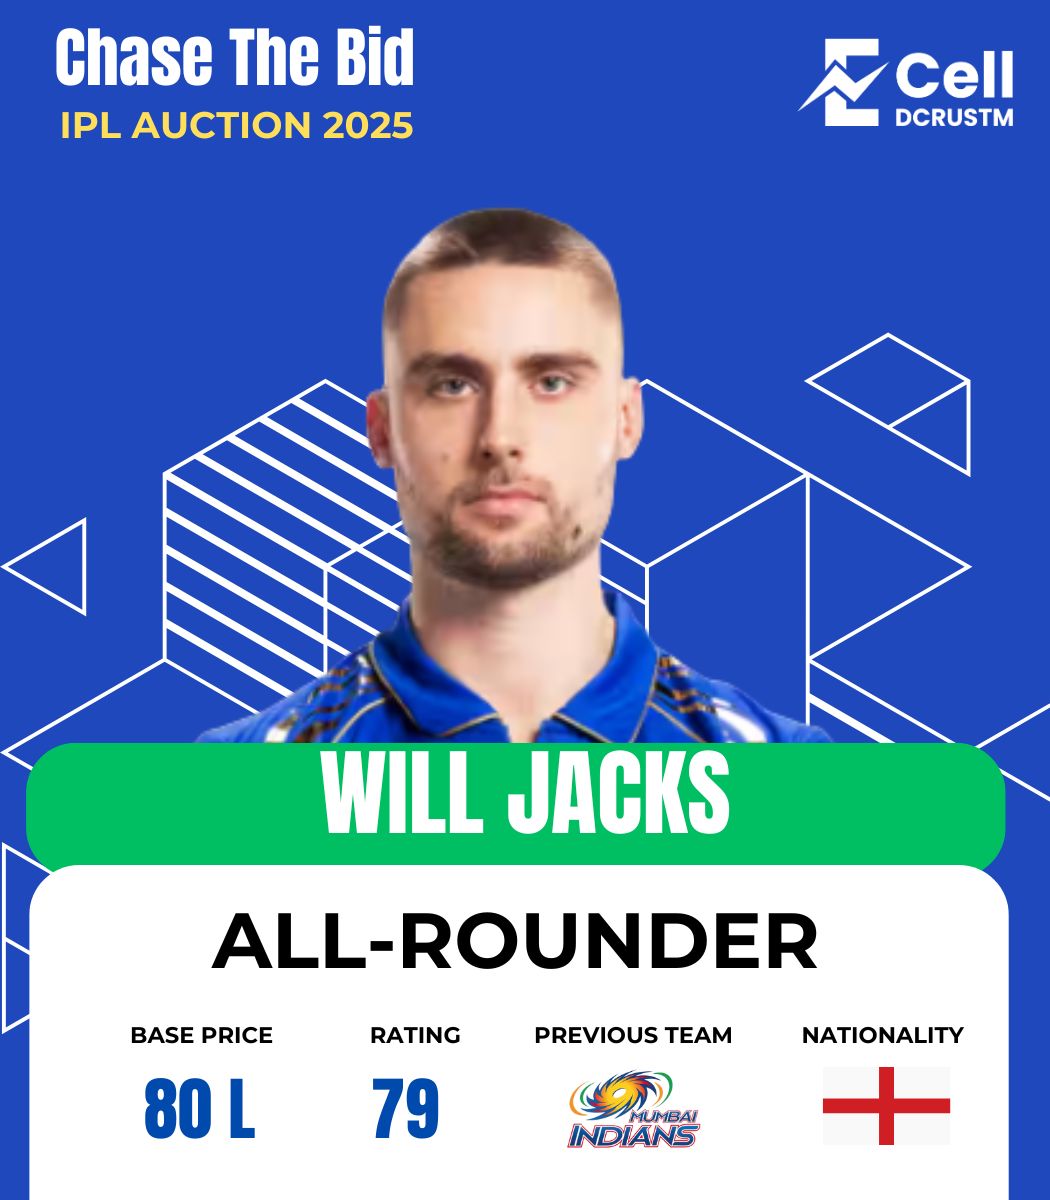 Chase The Bid
IPL AUCTION 2025
Cell
DCRUSTM
WILL JACKS
ALL-ROUNDER
BASE PRICE
RATING
PREVIOUS TEAM
NATIONALITY
80 L
79
MUMBAI
INDIANS